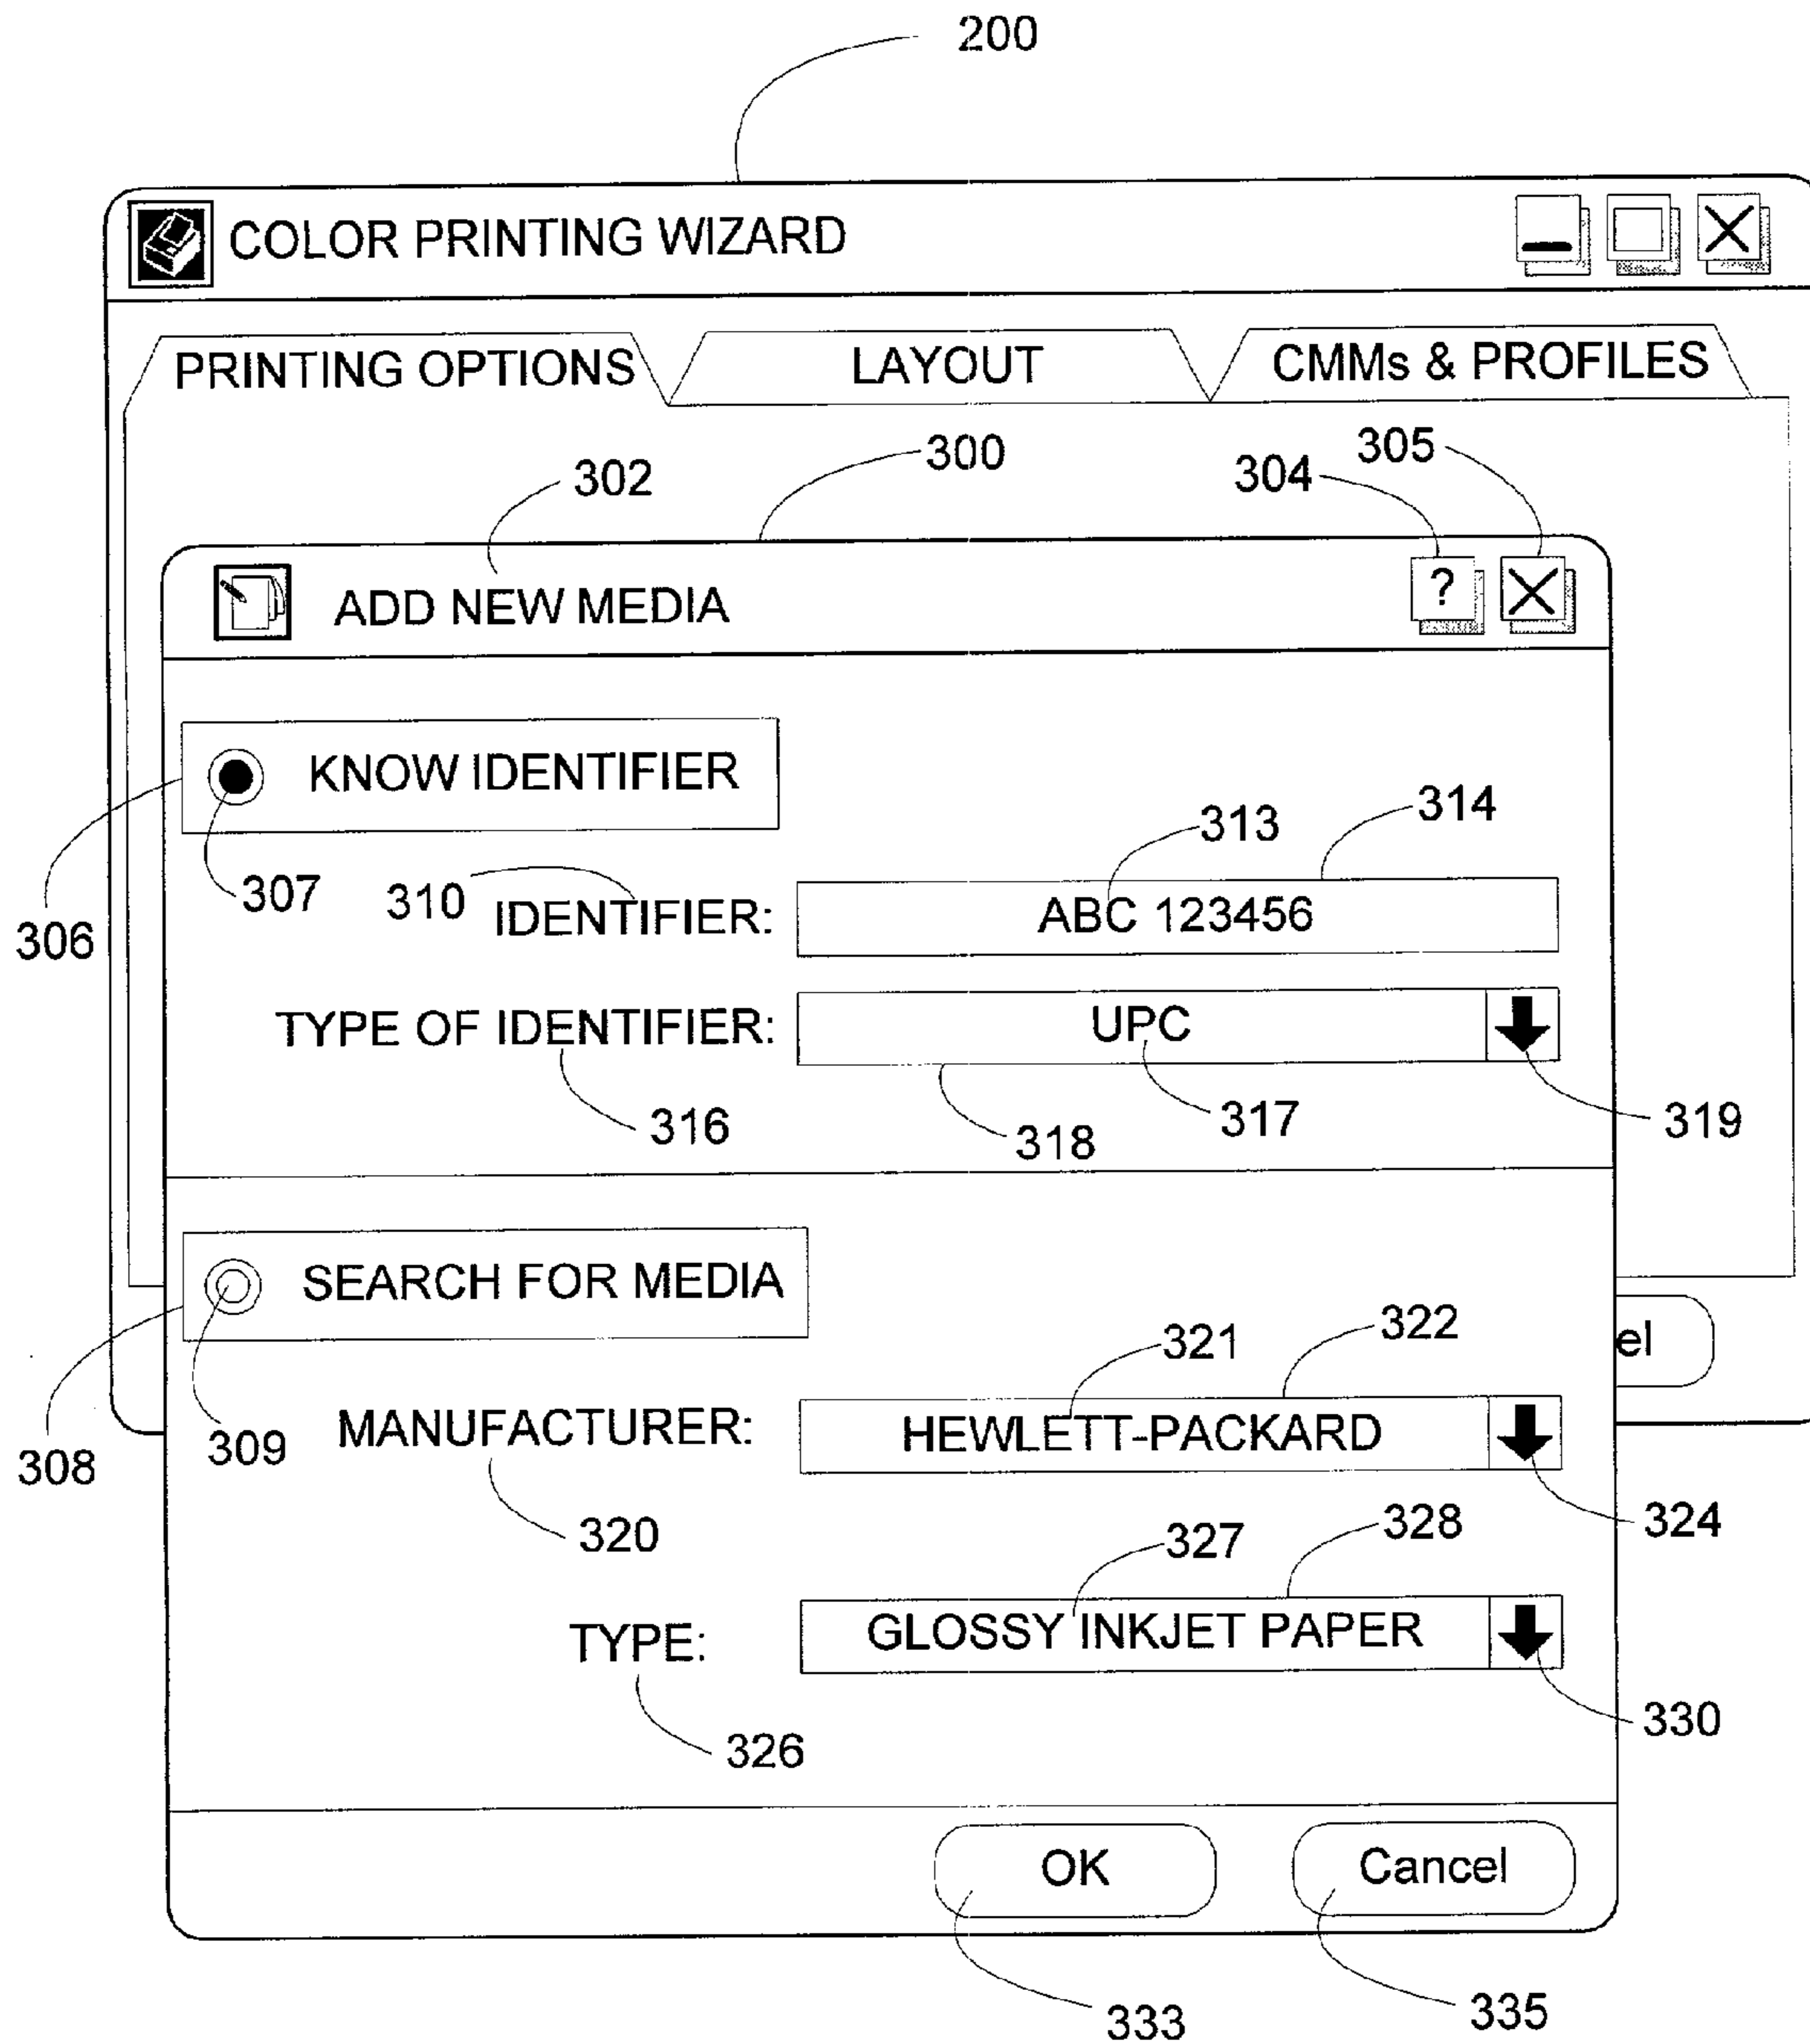 200
COLOR PRINTING WIZARD
PRINTING OPTIONS LAYOUT CMMs & PROFILES
302 300 304 305
ADD NEW MEDIA ?
KNOW IDENTIFIER
306 307 310 313 314
IDENTIFIER: ABC 123456
TYPE OF IDENTIFIER: UPC
316 318 317 319
SEARCH FOR MEDIA
308 309 321 322
el
MANUFACTURER: HEWLETT-PACKARD
320 327 328 324
TYPE: GLOSSY INKJET PAPER
326 330
OK Cancel
333 335